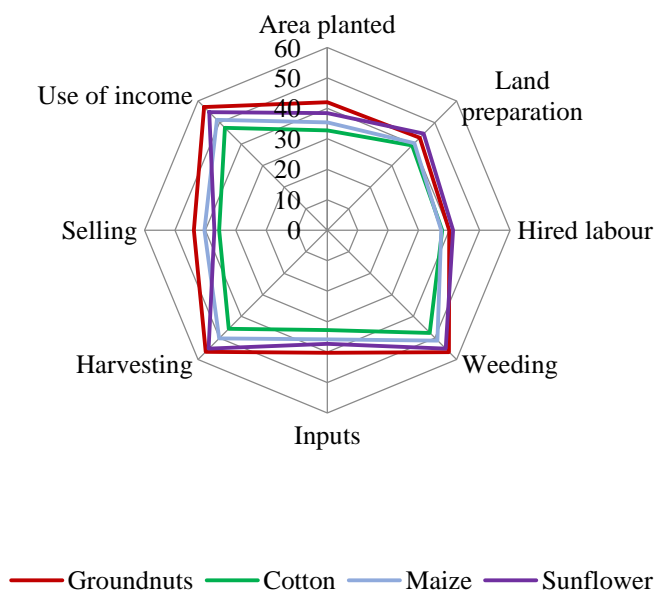 Area planted
60
50
40
30
20
10
0
Land
preparation
Hired labour
Weeding
Inputs
Harvesting
Selling
Use of income
Groundnuts Cotton Maize Sunflower